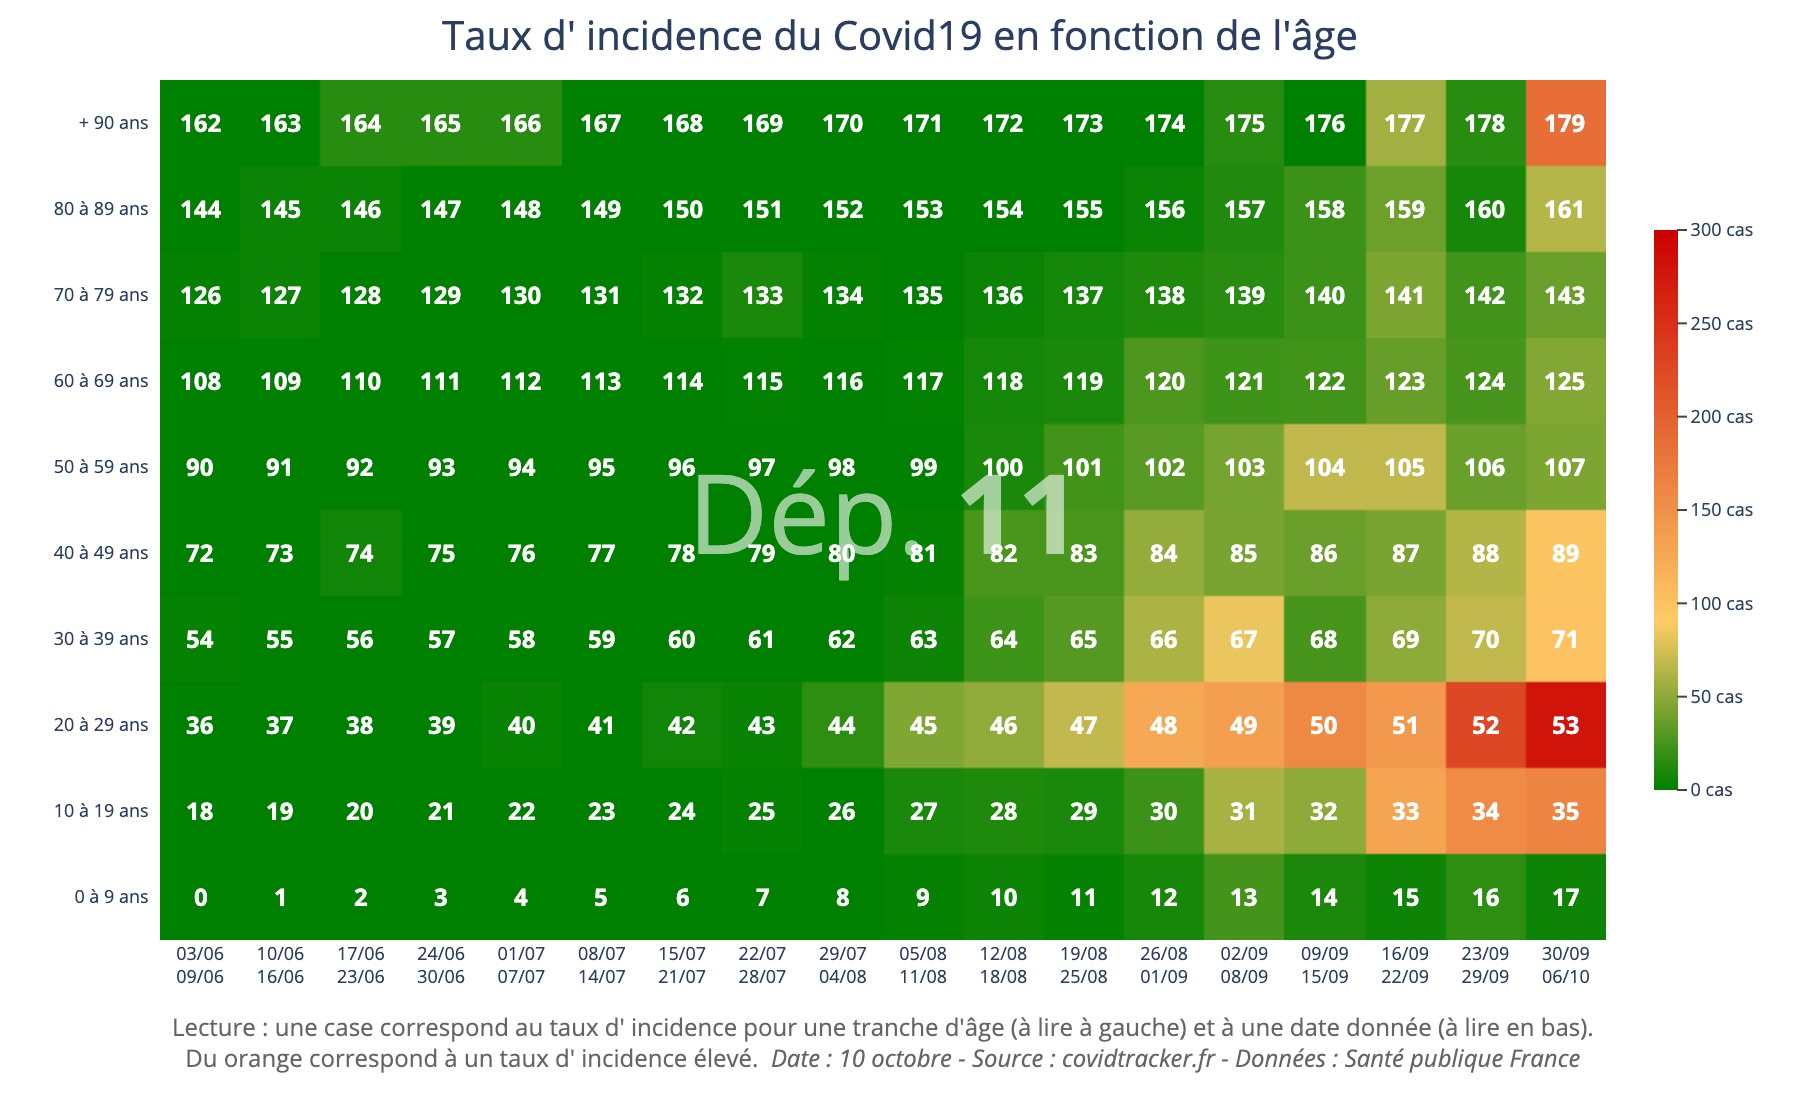 Taux d' incidence du Covid19 en fonction de l'âge
+ 90 ans 162 163 164 165 166 167 168 169 170 171 172 173 174 175 176 177 178 179
80 à 89 ans 144 145 146 147 148 149 150 151 152 153 154 155 156 157 158 159 160 161
300 cas
70 à 79 ans 126 127 128 129 130 131 132 133 134 135 136 137 138 139 140 141 142 143
250 cas
60 à 69 ans 108 109 110 111 112 113 114 115 116 117 118 119 120 121 122 123 124 125
200 cas
50 à 59 ans 90 91 92 93 94 95 96 97 98 99 100 101 102 103 104 105 106 107
Dép. 11
150 cas
40 à 49 ans 72 73 74 75 76 77 78 79 80 81 82 83 84 85 86 87 88 89
100 cas
30 à 39 ans 54 55 56 57 58 59 60 61 62 63 64 65 66 67 68 69 70 71
50 cas
20 à 29 ans 36 37 38 39 40 41 42 43 44 45 46 47 48 49 50 51 52 53
0 cas
10 à 19 ans 18 19 20 21 22 23 24 25 26 27 28 29 30 31 32 33 34 35
0 à 9 ans 0 1 2 3 4 5 6 7 8 9 10 11 12 13 14 15 16 17
03/06 10/06 17/06 24/06 01/07 08/07 15/07 22/07 29/07 05/08 12/08 19/08 26/08 02/09 09/09 16/09 23/09 30/09
09/06 16/06 23/06 30/06 07/07 14/07 21/07 28/07 04/08 11/08 18/08 25/08 01/09 08/09 15/09 22/09 29/09 06/10
Lecture : une case correspond au taux d' incidence pour une tranche d'âge (à lire à gauche) et à une date donnée (à lire en bas).
Du orange correspond à un taux d' incidence élevé. Date : 10 octobre - Source : covidtracker.fr - Données : Santé publique France